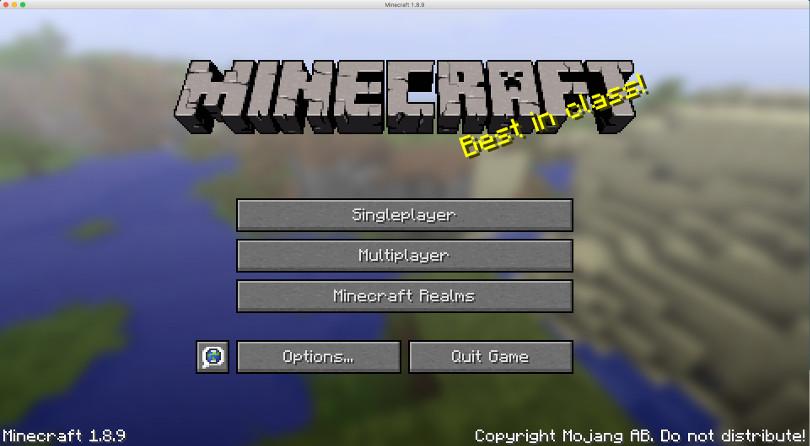 Minecraft 1.8.9
MINECRAFT
Best in class!
Singleplayer
Multiplayer
Minecraft Realms
Options...
Quit Game
Minecraft 1.8.9
Copyright Mojang AB. Do not distribute!